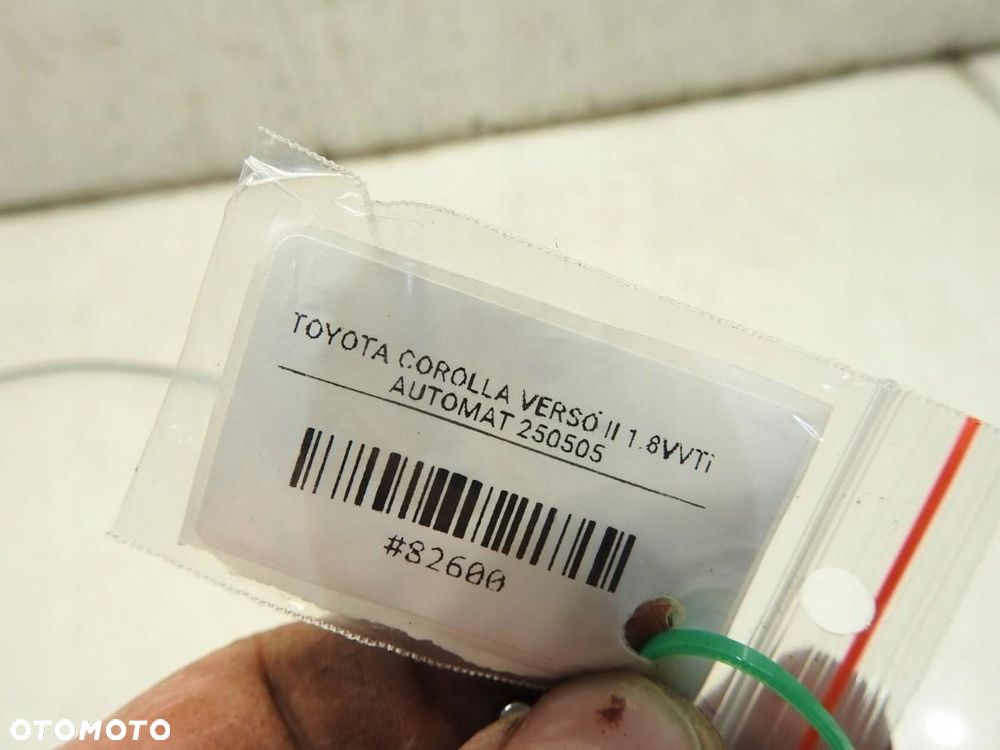 TOYOTA COROLLA VERSO II 1.8VVTi
AUTOMAT 250505
#82600
OTOMOTO